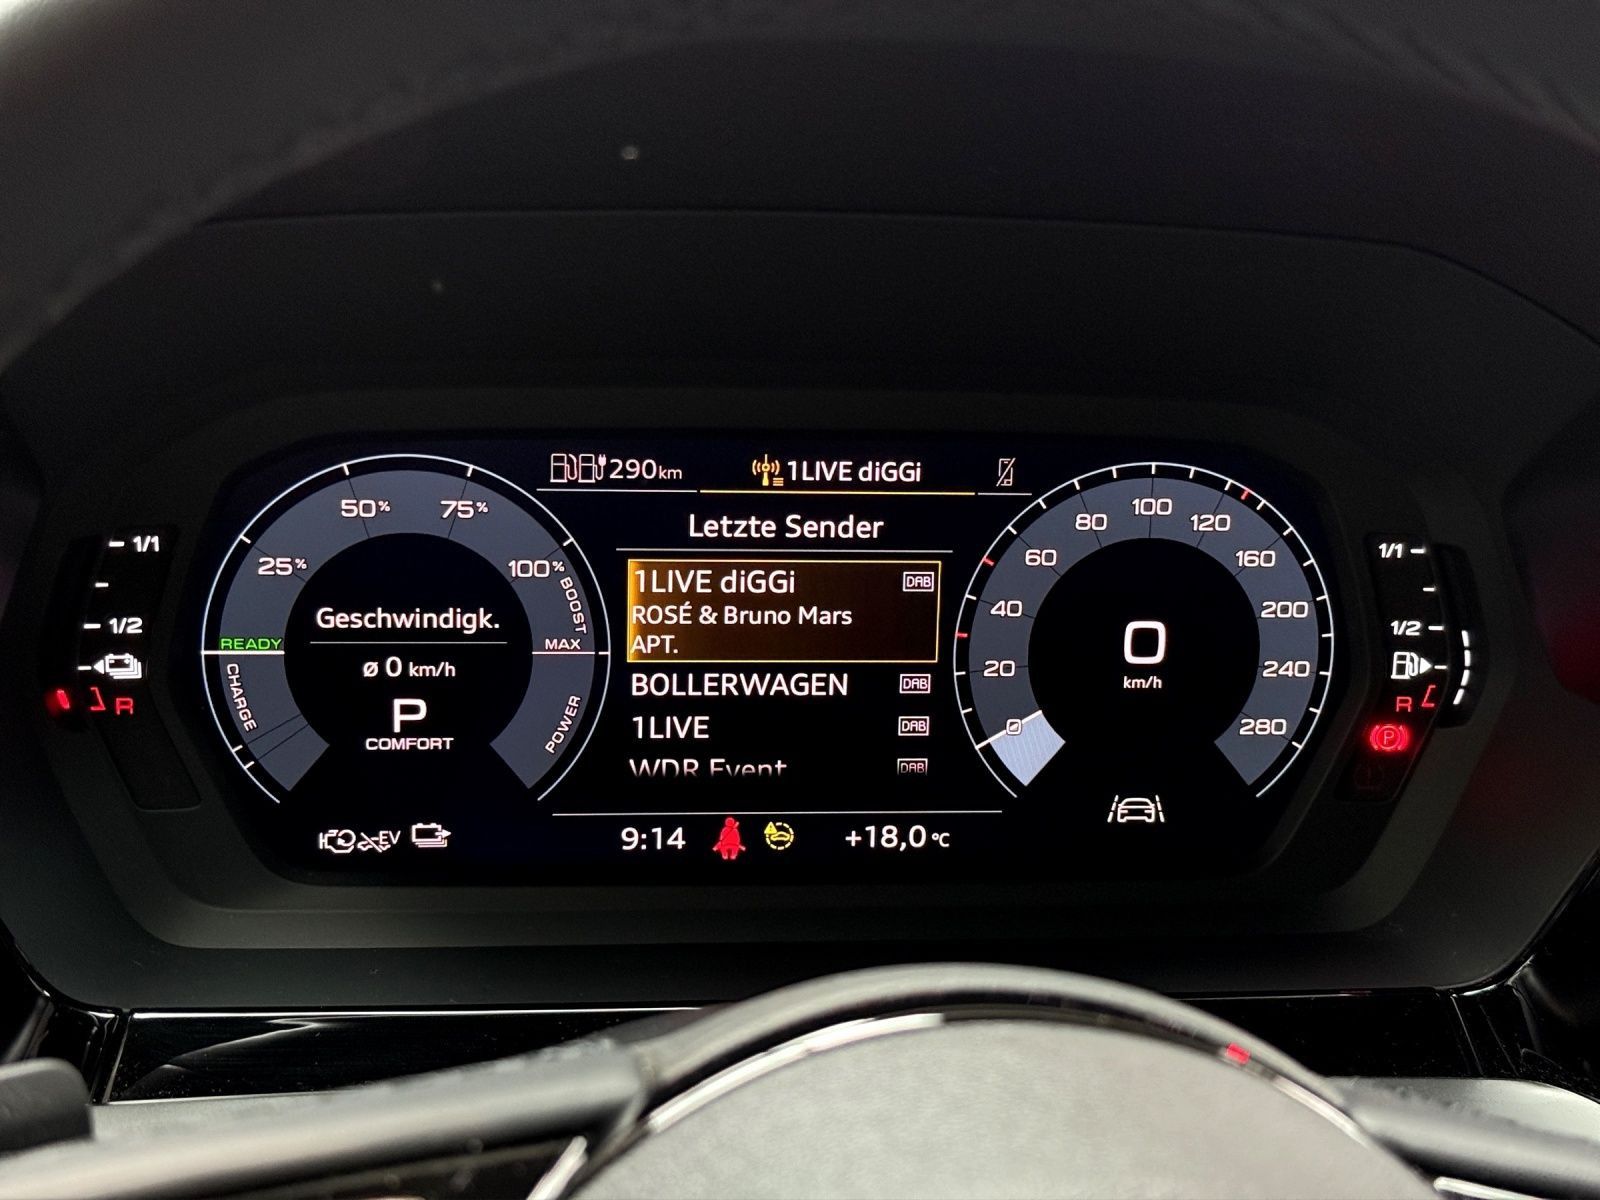 290 km
1LIVE diGGi
Letzte Sender
1LIVE diGGi DAB
ROSÉ & Bruno Mars
APT.
BOLLERWAGEN DAB
1LIVE DAB
WDR Event DAB
9:14
+18,0 °C
1/1
1/2
R
25%
50%
75%
100%
BOOST
MAX
POWER
READY
CHARGE
Geschwindigk.
ø 0 km/h
P
COMFORT
EV
0
20
40
60
80
100
120
160
200
240
280
0
km/h
1/1
1/2
R
P